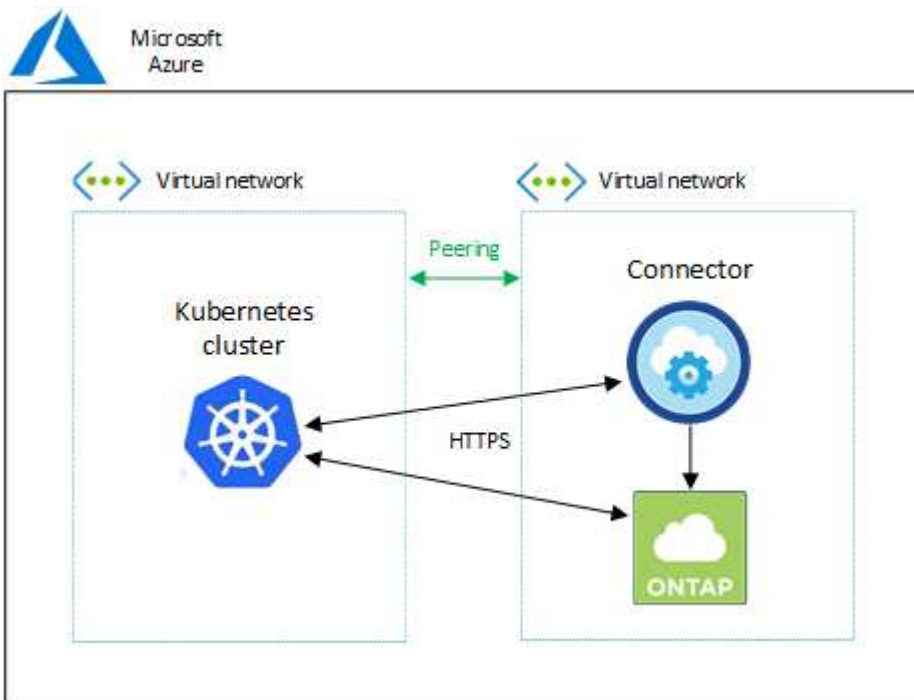 Microsoft
Azure
Virtual network
Virtual network
Peering
Connector
Kubernetes
cluster
HTTPS
ONTAP